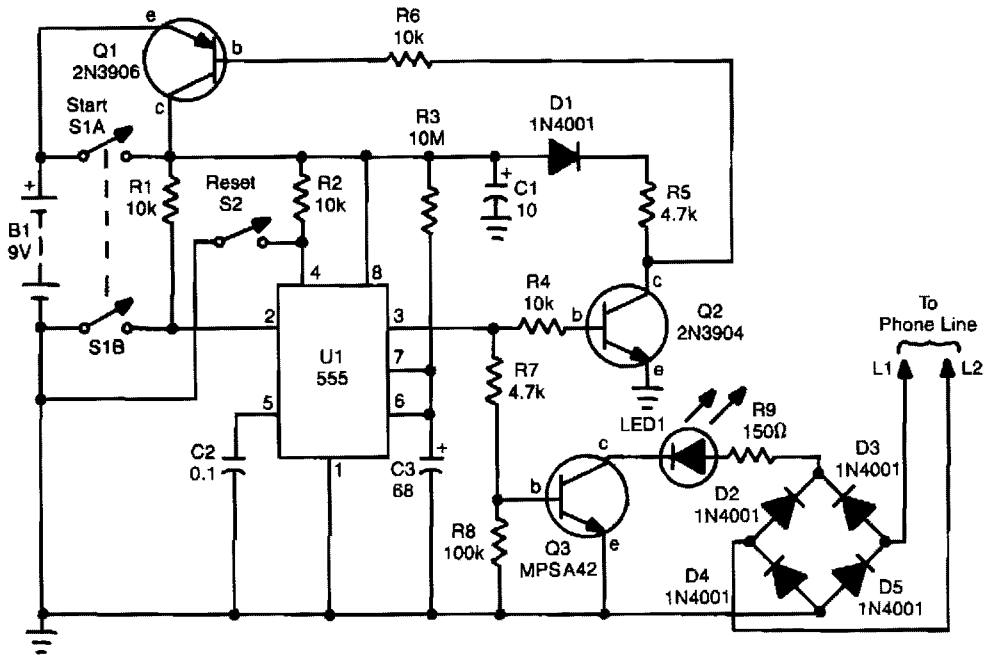 e
Q1
2N3906
b
c
R6
10k
Start
S1A
R3
10M
D1
1N4001
+
B1
9V
R1
10k
Reset
S2
R2
10k
+
C1
10
R5
4.7k
4
8
S1B
2
3
7
6
5
1
U1
555
R4
10k
b
c
Q2
2N3904
e
To
Phone Line
L1
L2
R7
4.7k
LED1
R9
150Ω
C2
0.1
+
C3
68
c
b
e
Q3
MPSA42
R8
100k
D2
1N4001
D3
1N4001
D4
1N4001
D5
1N4001